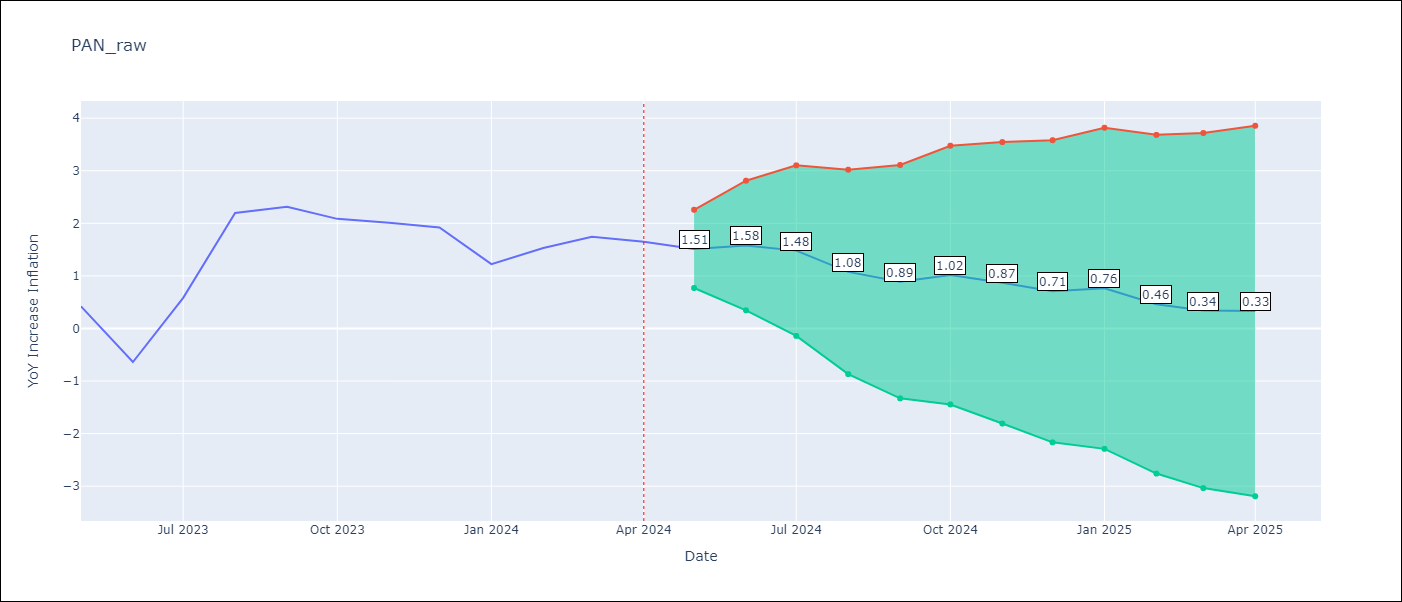 PAN_raw
YoY Increase Inflation
4
3
2
1
0
−1
−2
−3
1.51
1.58
1.48
1.08
0.89
1.02
0.87
0.71
0.76
0.46
0.34
0.33
Jul 2023
Oct 2023
Jan 2024
Apr 2024
Jul 2024
Oct 2024
Jan 2025
Apr 2025
Date